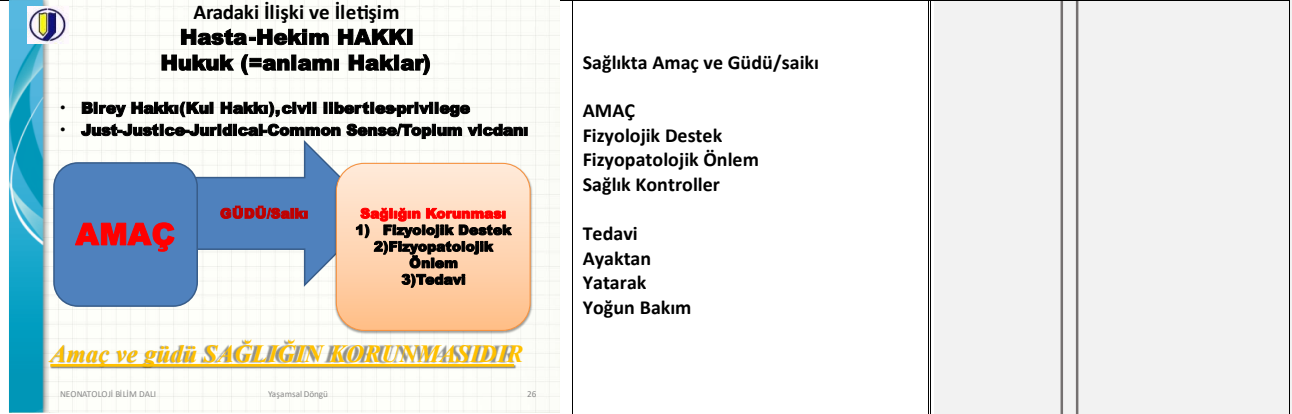 Aradaki İlişki ve İletişim
Hasta-Hekim HAKKI
Hukuk (=anlamı Haklar)
• Birey Hakkı(Kul Hakkı),civil liberties-privilege
• Just-Justice-Juridical-Common Sense/Toplum vicdanı
AMAÇ
GÜDÜ/Saikı
Sağlığın Korunması
1) Fizyolojik Destek
2)Fizyopatolojik
Önlem
3)Tedavi
Amaç ve güdü SAĞLIĞIN KORUNMASIDIR
NEONATOLOJİ BİLİM DALI Yaşamsal Döngü 26
Sağlıkta Amaç ve Güdü/saikı
AMAÇ
Fizyolojik Destek
Fizyopatolojik Önlem
Sağlık Kontroller
Tedavi
Ayaktan
Yatarak
Yoğun Bakım